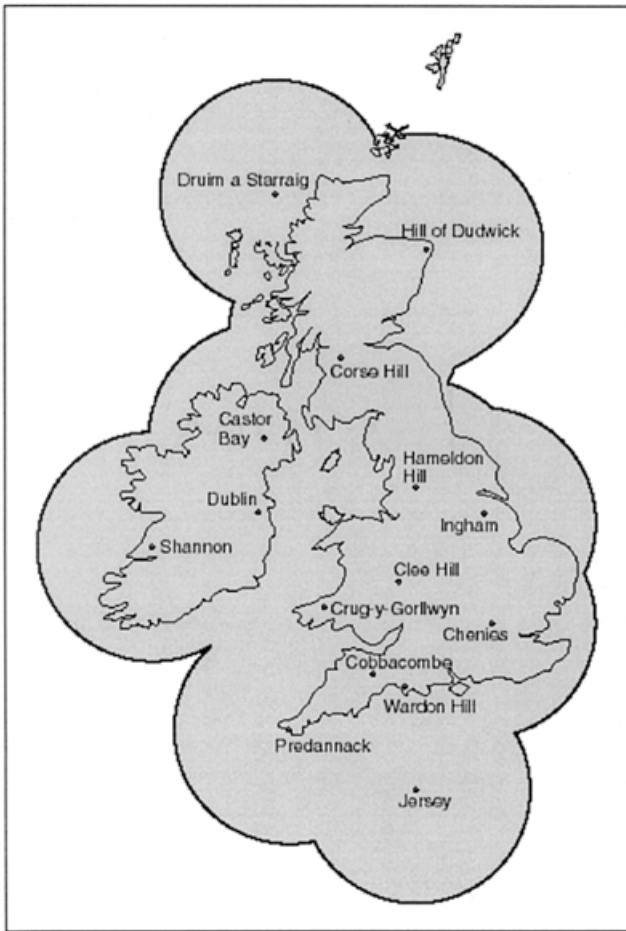 Druim a Starraig
Hill of Dudwick
Corse Hill
Castor
Bay
Hameldon
Hill
Dublin
Ingham
Shannon
Clee Hill
Crug-y-Gorllwyn
Chenies
Cobbacombe
Wardon Hill
Predannack
Jersey